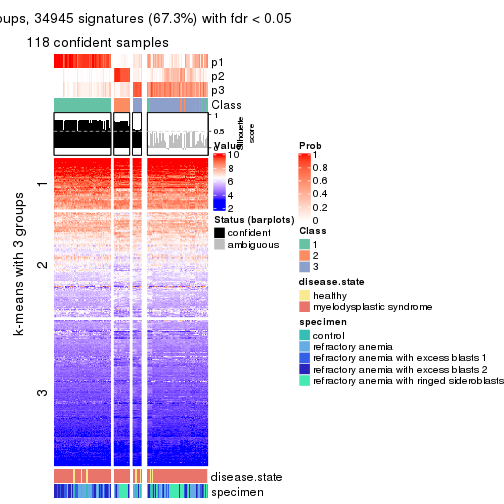 oups, 34945 signatures (67.3%) with fdr < 0.05
118 confident samples
p1
p2
p3
Class
1
0.5
0
Silhouette
score
1
2
3
k-means with 3 groups
disease.state
specimen
Value
10
8
6
4
2
Status (barplots)
confident
ambiguous
Prob
1
0.8
0.6
0.4
0.2
0
Class
1
2
3
disease.state
healthy
myelodysplastic syndrome
specimen
control
refractory anemia
refractory anemia with excess blasts 1
refractory anemia with excess blasts 2
refractory anemia with ringed sideroblasts